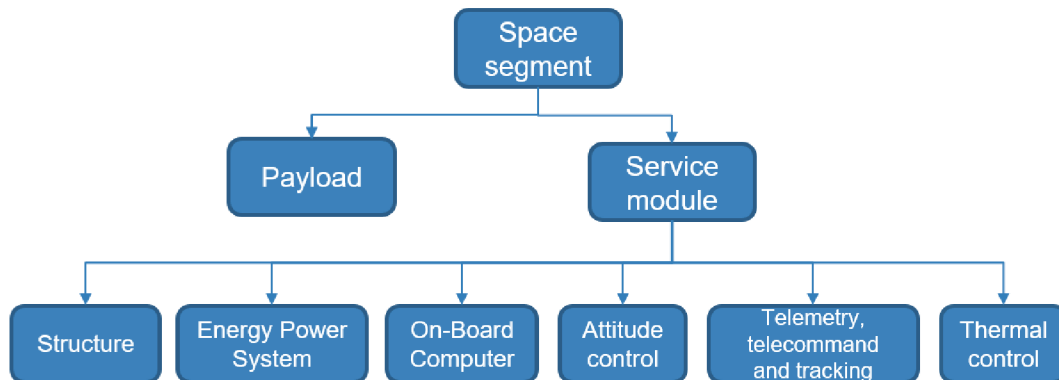 Space
segment
Payload
Service
module
Structure
Energy Power
System
On-Board
Computer
Attitude
control
Telemetry,
telecommand
and tracking
Thermal
control